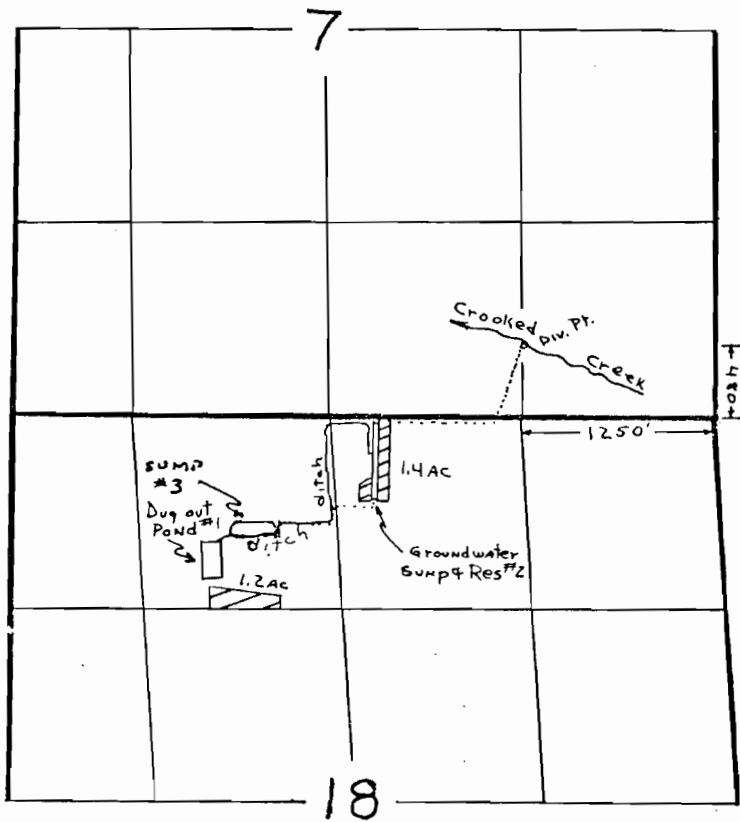 7
Crooked
Div. Pt.
Creek
480'
1250'
SUMP
#3
Dug out
Pond #1
ditch
ditch
1.4 AC
Groundwater
Sump & Res #2
1.2 AC
18